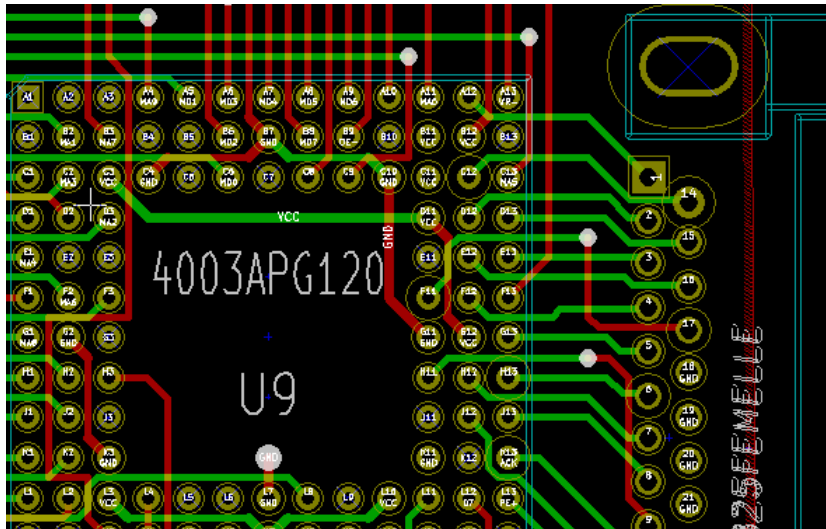 A1 A2 A3 A4 MA0 A5 MD1 A6 MD3 A7 MD4 A8 MD5 A9 MD6 A10 A11 MA6 A12 A13
B1 B2 MA1 B3 MA7 B4 B5 B6 MD2 B7 GND B8 MD7 B9 OE- B10 B11 VCC B12 VCC B13
C1 C2 MA3 C3 VCC C4 GND C6 MD0 C7 C9 C10 GND C11 VCC C12 C13 MA5 1
D1 D2 D3 MA2 VCC D11 VCC D12 D13 2 14
GND
E1 MA4 E2 E3 4003APG120 E11 E12 E13 3 15
F1 F2 MA6 F3 F11 F12 F13 4 16
G1 MA8 G2 GND G3 G11 GND G12 VCC G13 5 17
H1 H2 H3 U9 H11 H12 H13 6 18 GND
J1 J2 J3 J11 J12 J13 7 19 GND
K1 K2 K3 GND GND K11 GND K12 K13 ACK 8 20 GND
L1 L2 L3 VCC L4 L5 L6 L7 GND L8 L9 L10 VCC L11 L12 D7 L13 PE+ 9 21 GND